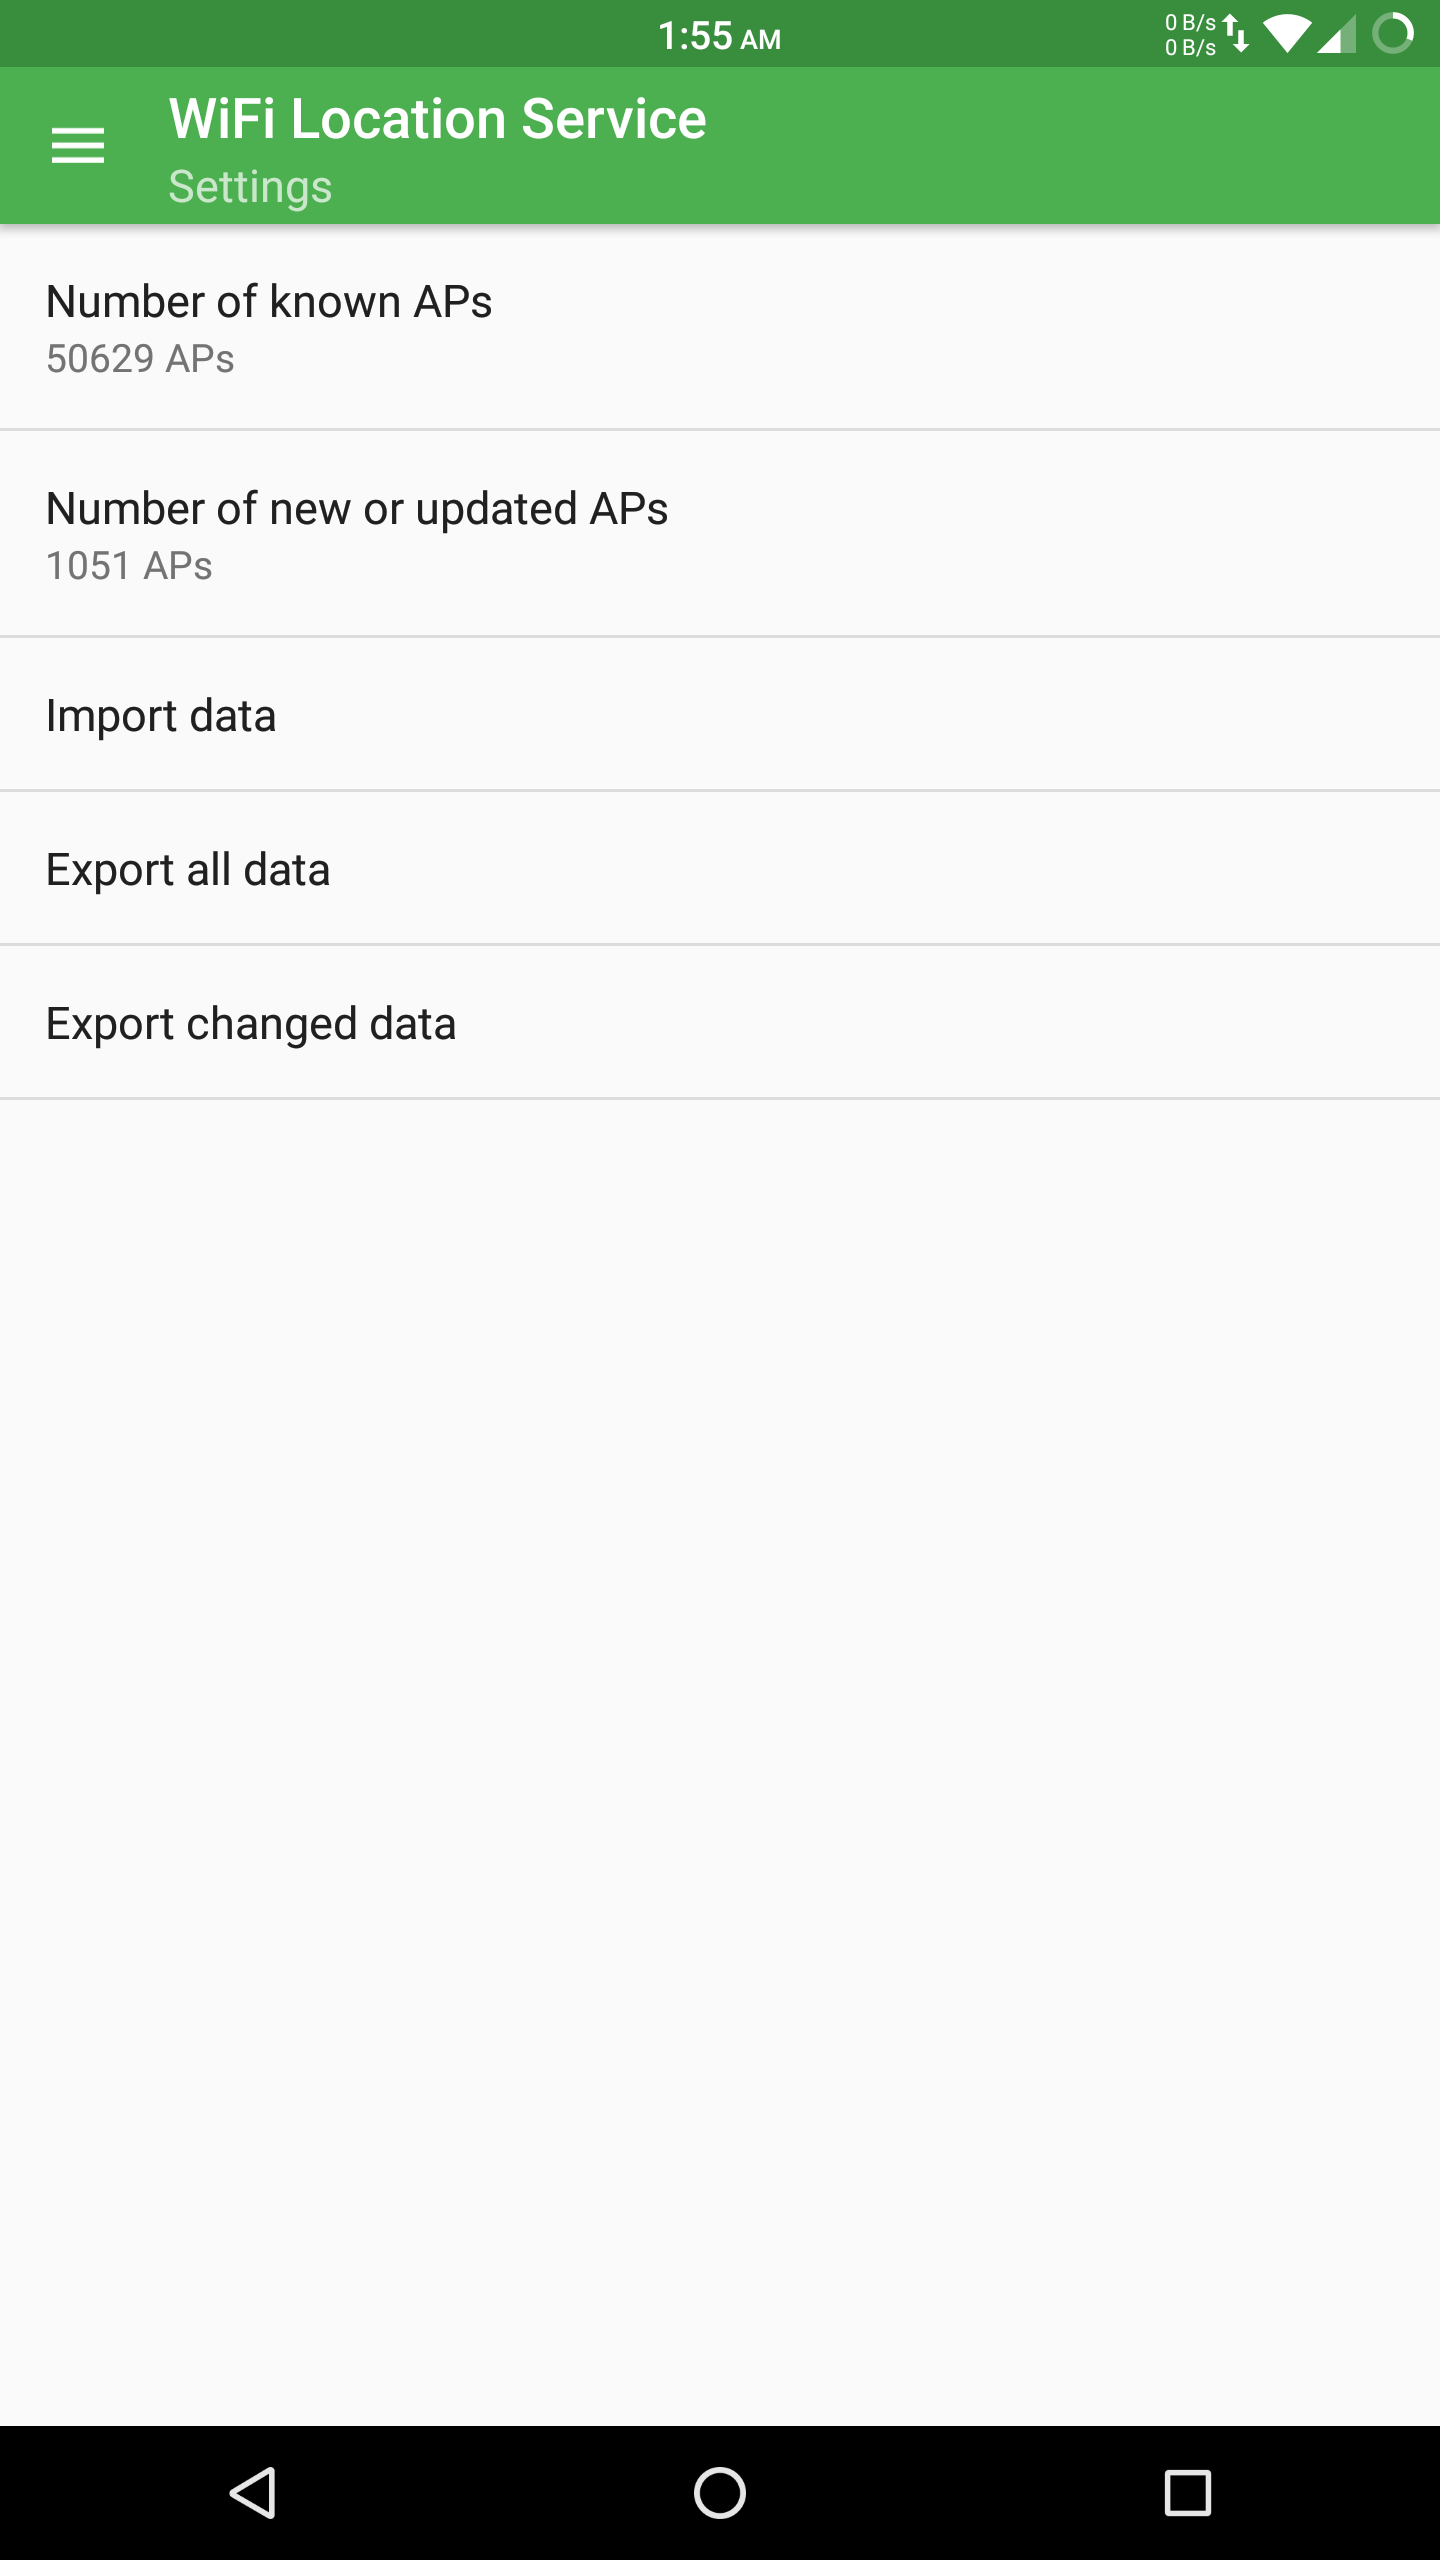 1:55 AM
0 B/s
0 B/s
WiFi Location Service
Settings
Number of known APs
50629 APs
Number of new or updated APs
1051 APs
Import data
Export all data
Export changed data